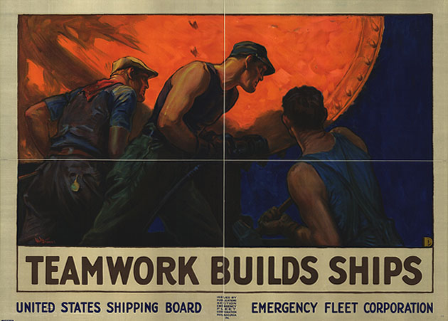 TEAMWORK BUILDS SHIPS
UNITED STATES SHIPPING BOARD
EMERGENCY FLEET CORPORATION